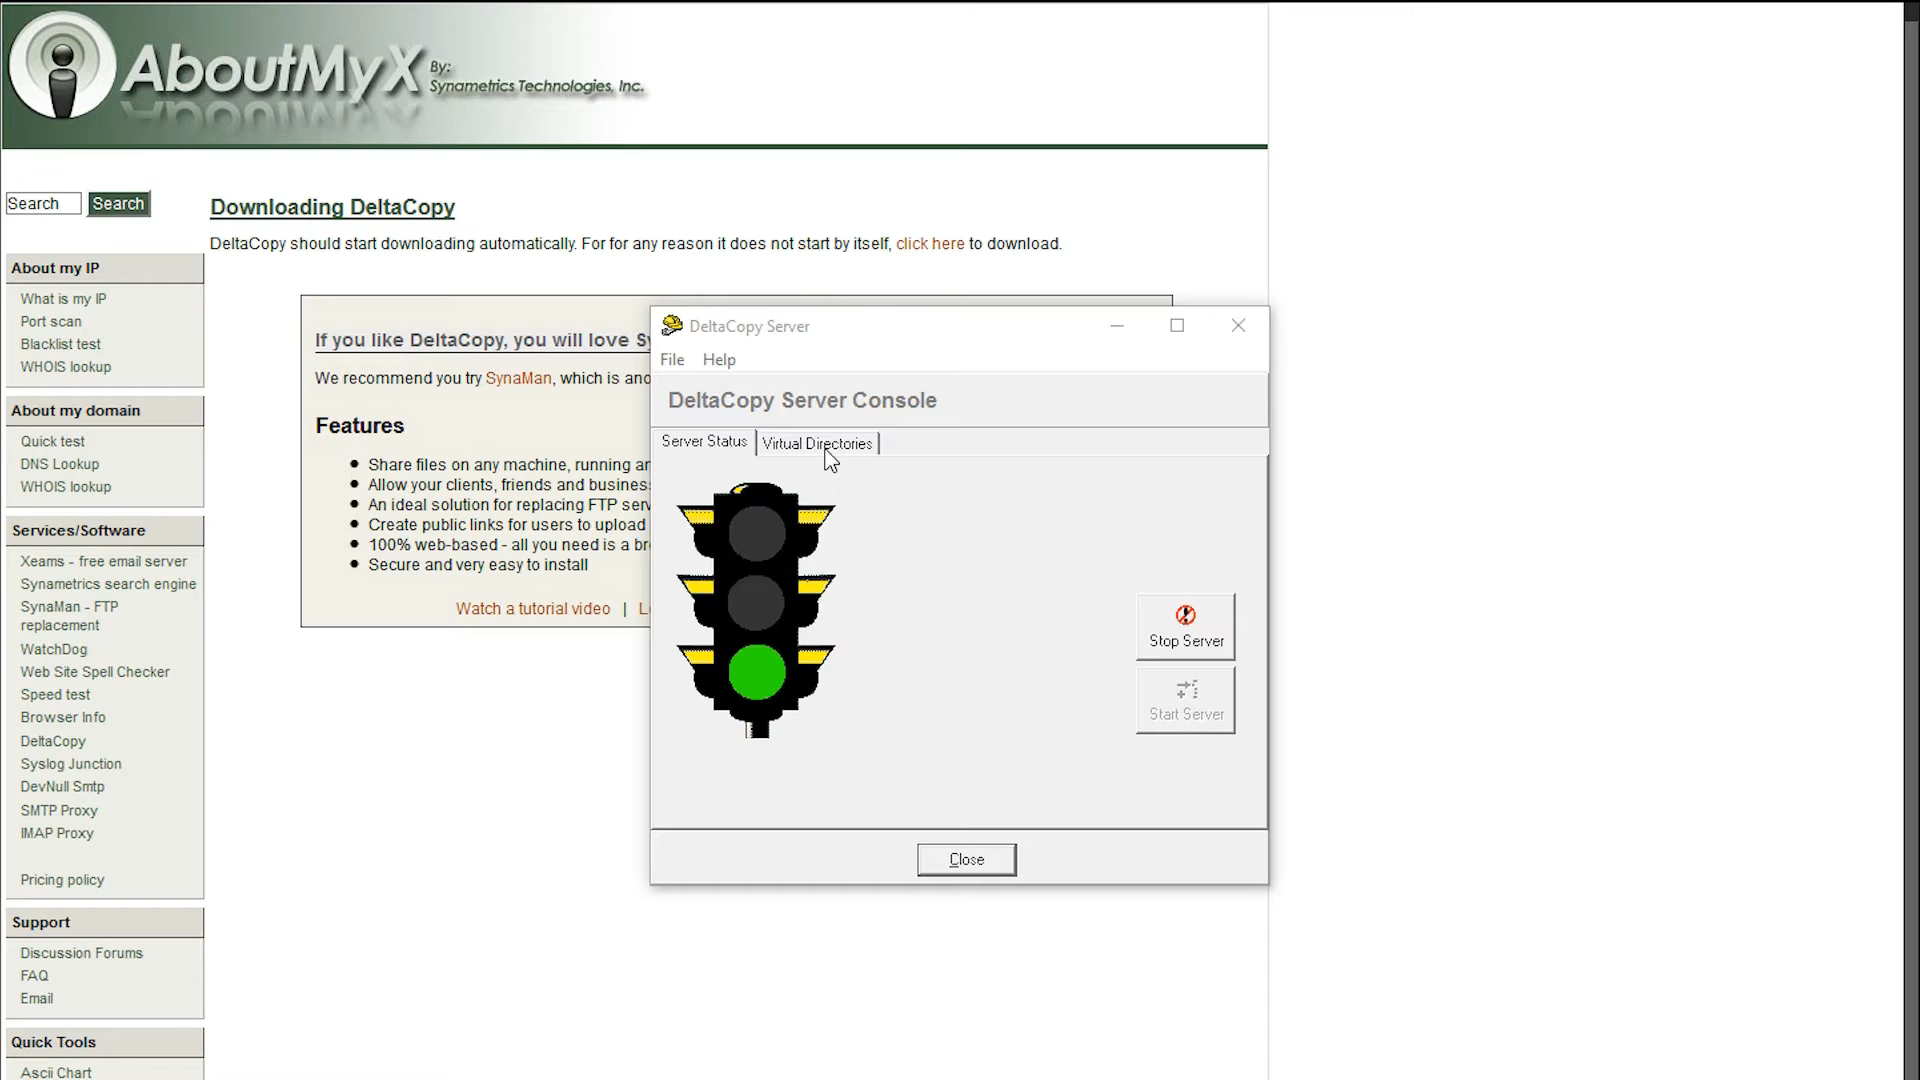 AboutMyX By:
Synametrics Technologies, Inc.
Search Search
Downloading DeltaCopy
DeltaCopy should start downloading automatically. For for any reason it does not start by itself, click here to download.
About my IP
What is my IP
Port scan
Blacklist test
WHOIS lookup
About my domain
Quick test
DNS Lookup
WHOIS lookup
Services/Software
Xeams - free email server
Synametrics search engine
SynaMan - FTP
replacement
WatchDog
Web Site Spell Checker
Speed test
Browser Info
DeltaCopy
Syslog Junction
DevNull Smtp
SMTP Proxy
IMAP Proxy
Pricing policy
Support
Discussion Forums
FAQ
Email
Quick Tools
Ascii Chart
If you like DeltaCopy, you will love
We recommend you try SynaMan, which is
Features
Share files on any machine, running
Allow your clients, friends and
An ideal solution for replacing FTP
Create public links for users to upload
100% web-based - all you need is a
Secure and very easy to install
Watch a tutorial video |
DeltaCopy Server
File Help
DeltaCopy Server Console
Server Status Virtual Directories
Stop Server
Start Server
Close